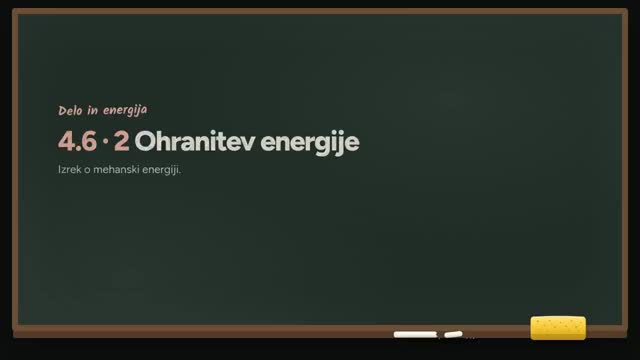 Delo in energija
4.6 · 2 Ohranitev energije
Izrek o mehanski energiji.